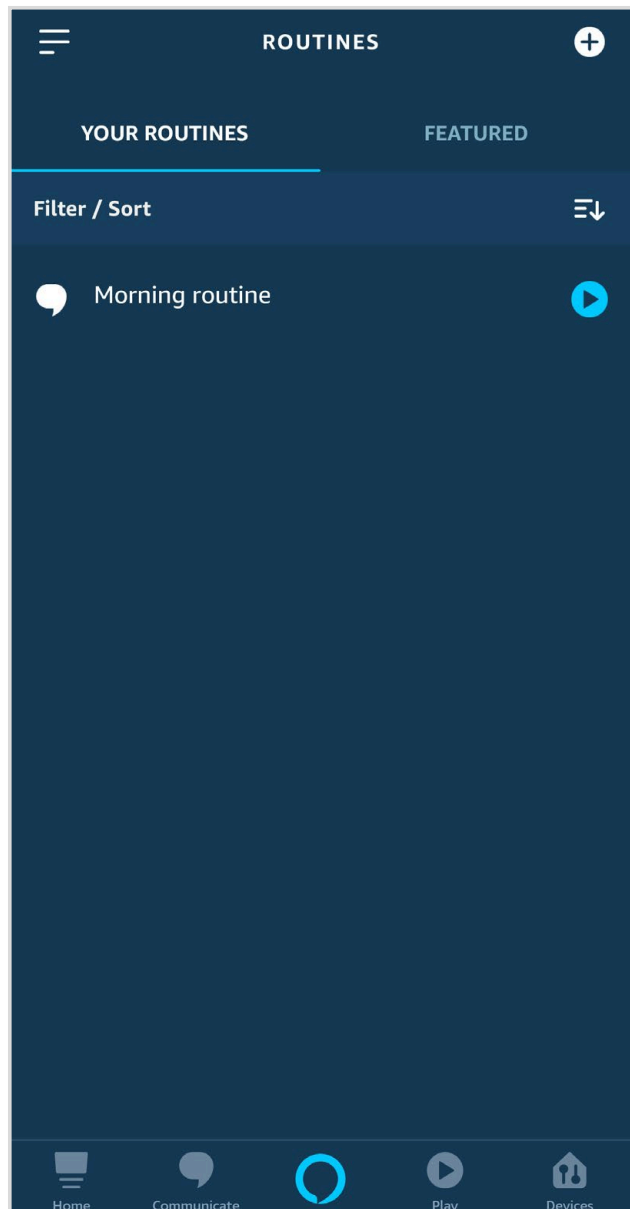 ROUTINES
YOUR ROUTINES FEATURED
Filter / Sort
Morning routine
Home Communicate Play Devices